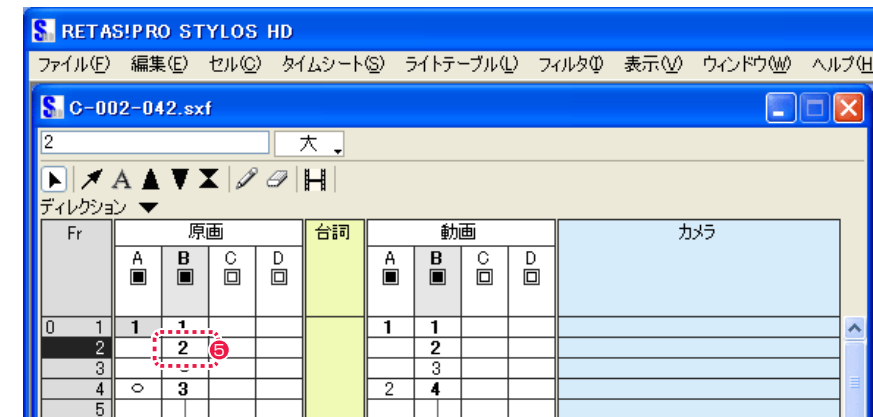 RETAS!PRO STYLOS HD
ファイル(F) 編集(E) セル(C) タイムシート(S) ライトテーブル(L) フィルタ(I) 表示(V) ウィンドウ(W) ヘルプ(H
C-002-042.sxf
2 大
A
ディレクション
Fr 原画 台詞 動画 カメラ
A B C D A B C D
0 1 1 1 1 1
2 2 5 2
3 3
4 3 2 4
5